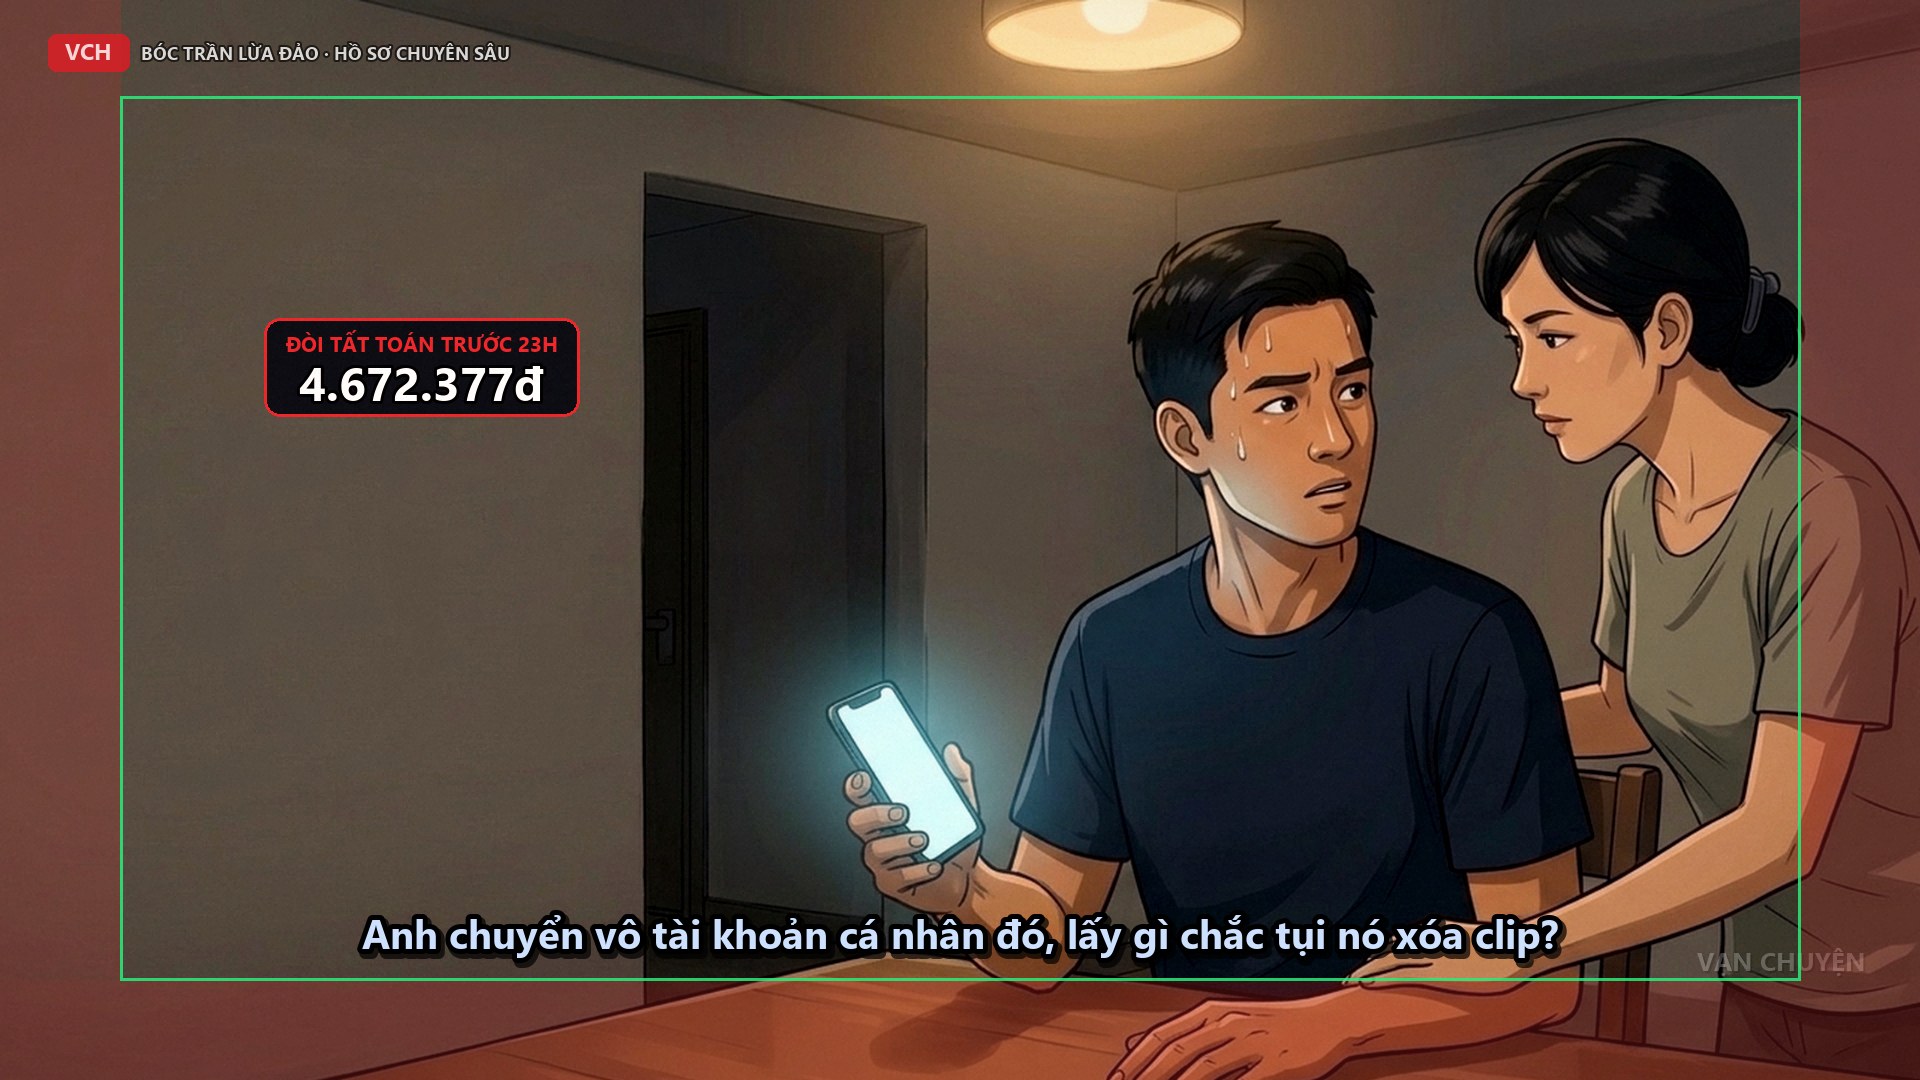 VCH BÓC TRẦN LỪA ĐẢO · HỒ SƠ CHUYÊN SÂU
ĐÒI TẤT TOÁN TRƯỚC 23H
4.672.377đ
Anh chuyển vô tài khoản cá nhân đó, lấy gì chắc tụi nó xóa clip?
VẠN CHUYỆN